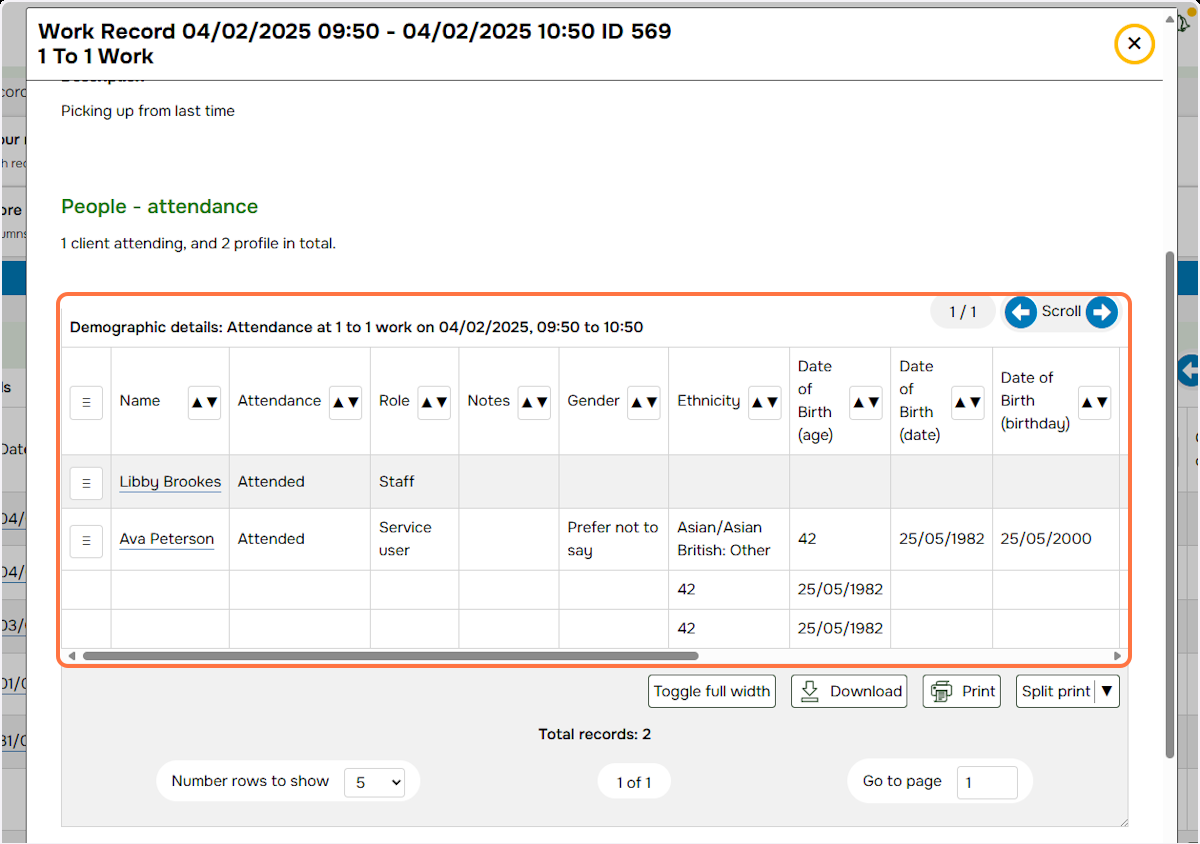 Work Record 04/02/2025 09:50 - 04/02/2025 10:50 ID 569
1 To 1 Work
Description
Picking up from last time
People - attendance
1 client attending, and 2 profile in total.
1 / 1 Scroll
Demographic details: Attendance at 1 to 1 work on 04/02/2025, 09:50 to 10:50
Name ▲▼ Attendance ▲▼ Role ▲▼ Notes ▲▼ Gender ▲▼ Ethnicity ▲▼ Date of Birth (age) ▲▼ Date of Birth (date) ▲▼ Date of Birth (birthday) ▲▼
Libby Brookes Attended Staff
Ava Peterson Attended Service user Prefer not to say Asian/Asian British: Other 42 25/05/1982 25/05/2000
42 25/05/1982
42 25/05/1982
Toggle full width Download Print Split print ▼
Total records: 2
Number rows to show 5 1 of 1 Go to page 1